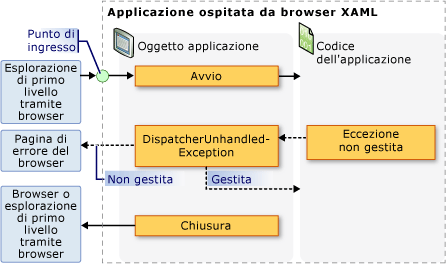 Applicazione ospitata da browser XAML
Punto di
ingresso
Oggetto applicazione
Codice
dell'applicazione
Esplorazione
di primo
livello
tramite
browser
Avvio
Pagina di
errore del
browser
DispatcherUnhandled-
Exception
Eccezione
non gestita
Non gestita
Gestita
Browser o
esplorazione
di primo
livello
tramite
browser
Chiusura